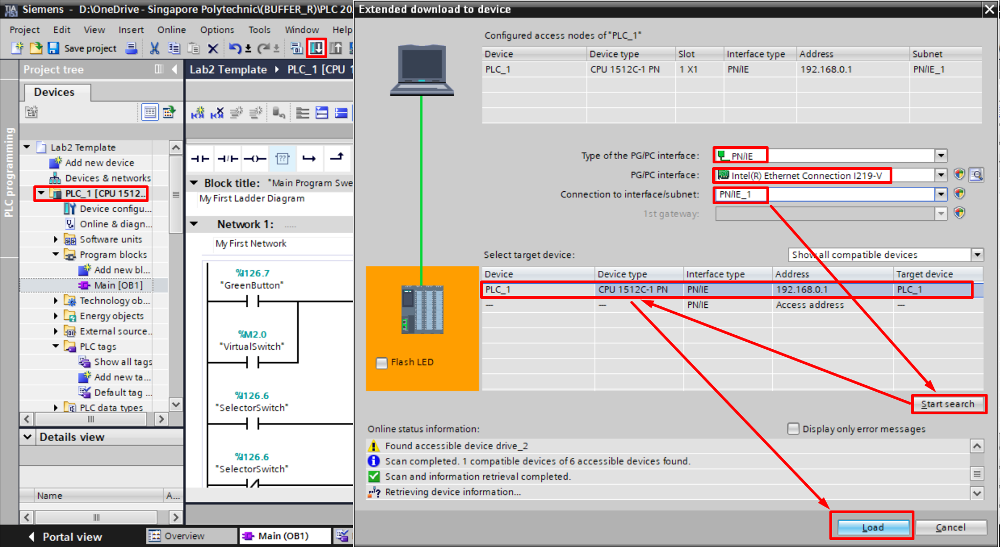 Siemens - D:\OneDrive - Singapore Polytechnic\(BUFFER_R)\PLC 20
Project Edit View Insert Online Options Tools Window Help
Save project
Project tree
Devices
PLC programming
Lab2 Template
Add new device
Devices & networks
PLC_1 [CPU 1512..
Device configu...
Online & diagn...
Software units
Program blocks
Add new bl...
Main [OB1]
Technology ob...
Energy objects
External source..
PLC tags
Show all tags
Add new ta...
Default tag ...
PLC data types
Details view
Name A...
Portal view
Overview
Main (OB1)
Lab2 Template PLC_1 [CPU 1
??
Block title: "Main Program Swe
My First Ladder Diagram
Network 1: .....
My First Network
%I126.7
"GreenButton"
%M2.0
"VirtualSwitch"
%I126.6
"SelectorSwitch"
%I126.6
"SelectorSwitch"
Extended download to device
Configured access nodes of "PLC_1"
Device Device type Slot Interface type Address Subnet
PLC_1 CPU 1512C-1 PN 1 X1 PN/IE 192.168.0.1 PN/IE_1
Type of the PG/PC interface: PN/IE
PG/PC interface: Intel(R) Ethernet Connection I219-V
Connection to interface/subnet: PN/IE_1
1st gateway:
Select target device: Show all compatible devices
Device Device type Interface type Address Target device
PLC_1 CPU 1512C-1 PN PN/IE 192.168.0.1 PLC_1
— — PN/IE Access address —
Flash LED
Start search
Online status information: Display only error messages
Found accessible device drive_2
Scan completed. 1 compatible devices of 6 accessible devices found.
Scan and information retrieval completed.
Retrieving device information...
Load Cancel